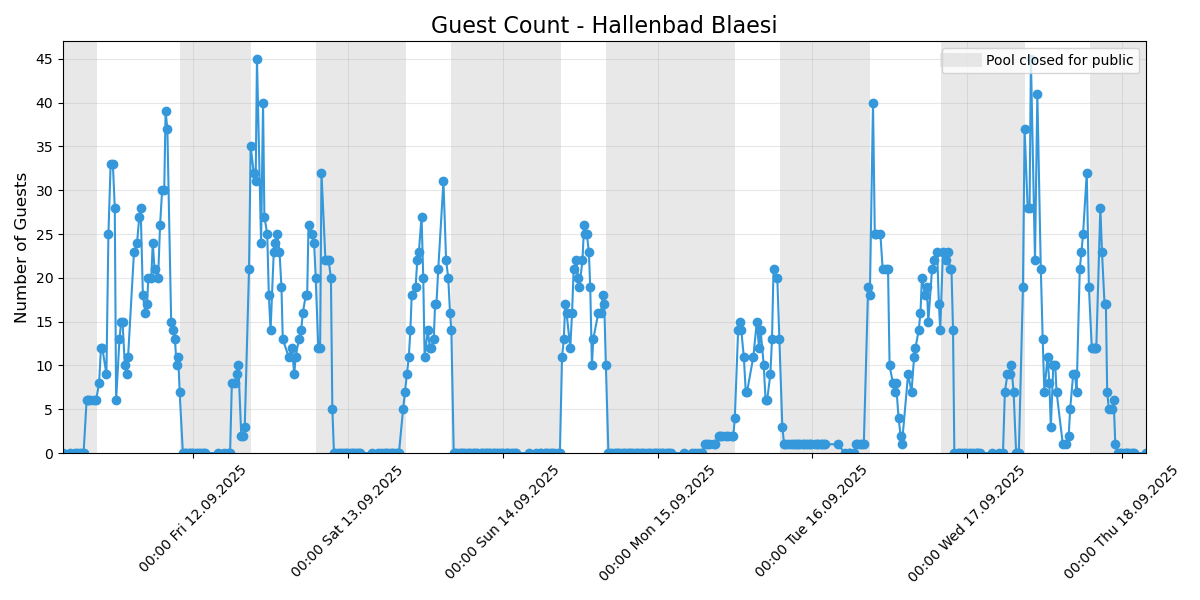 Guest Count - Hallenbad Blaesi
Pool closed for public
Number of Guests
45
40
35
30
25
20
15
10
5
0
00:00 Fri 12.09.2025
00:00 Sat 13.09.2025
00:00 Sun 14.09.2025
00:00 Mon 15.09.2025
00:00 Tue 16.09.2025
00:00 Wed 17.09.2025
00:00 Thu 18.09.2025